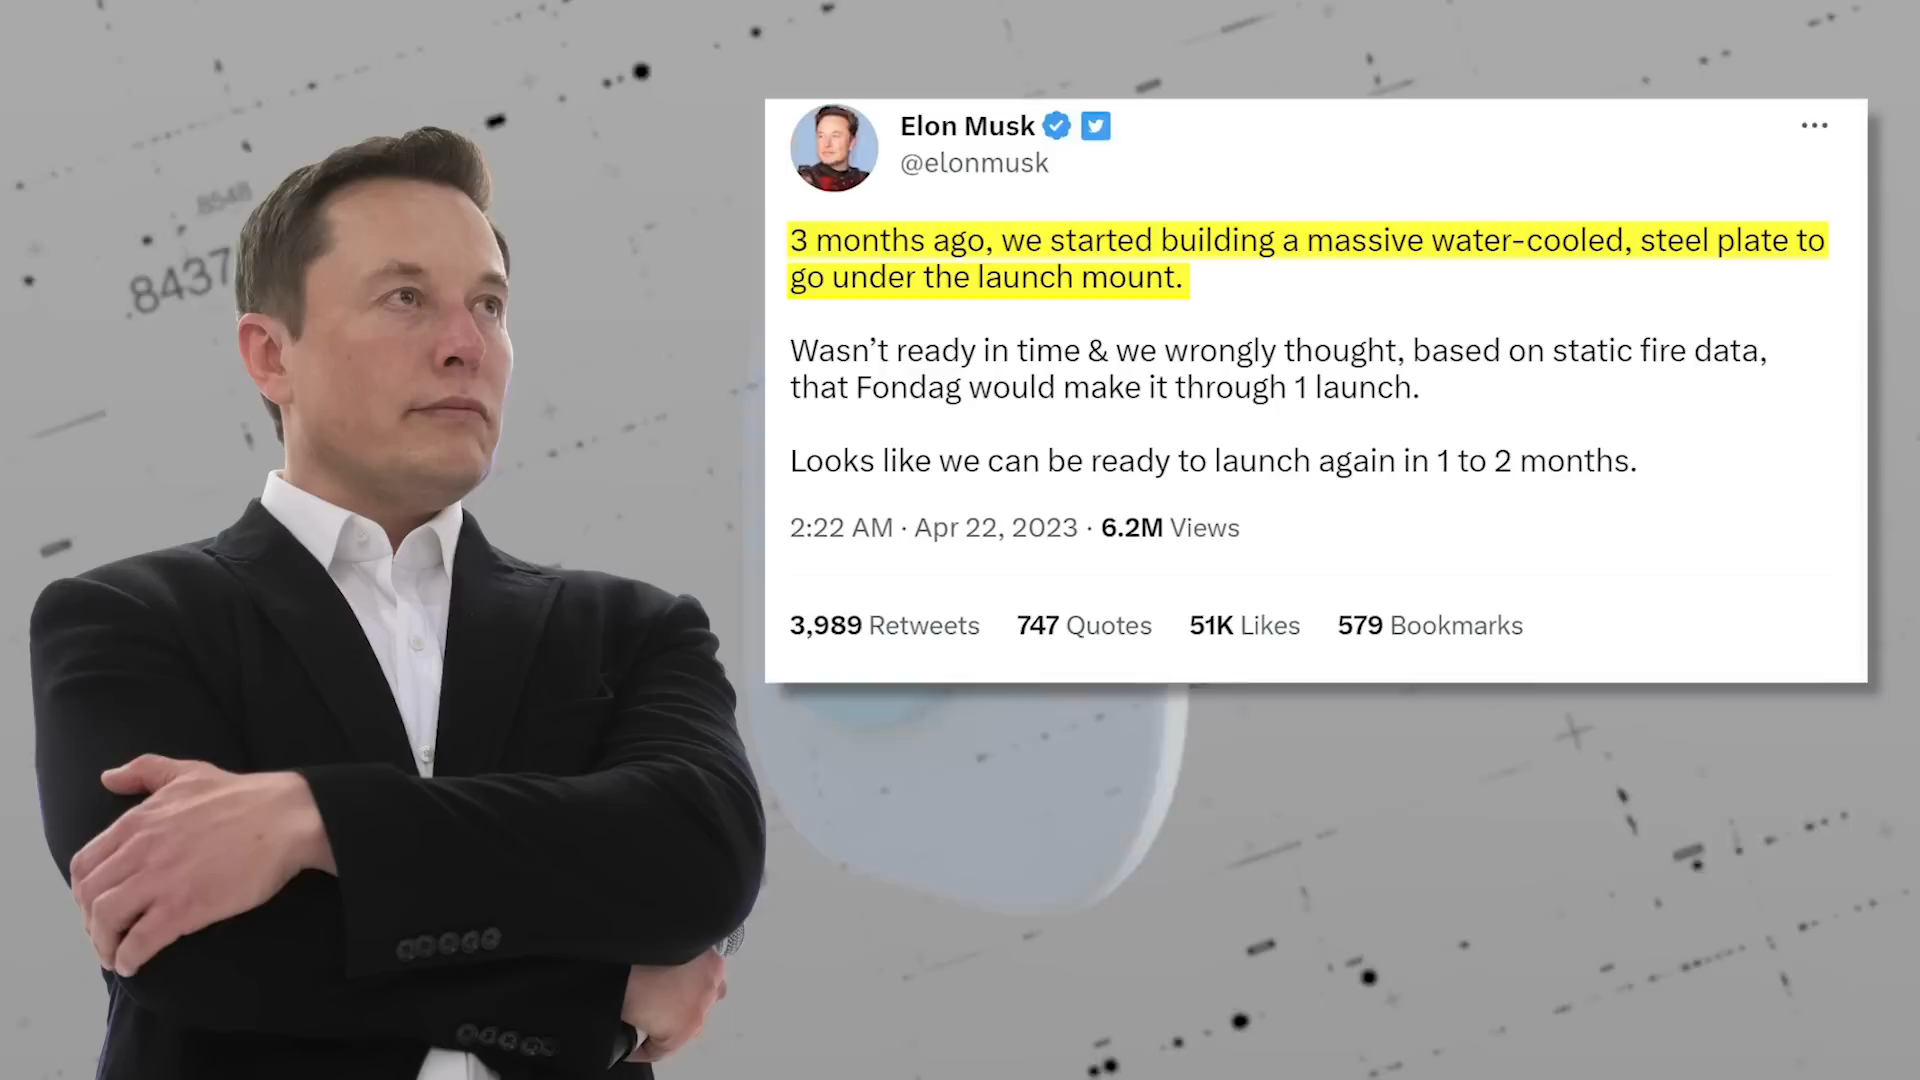 Elon Musk
@elonmusk
3 months ago, we started building a massive water-cooled, steel plate to
go under the launch mount.
Wasn’t ready in time & we wrongly thought, based on static fire data,
that Fondag would make it through 1 launch.
Looks like we can be ready to launch again in 1 to 2 months.
2:22 AM · Apr 22, 2023 · 6.2M Views
3,989 Retweets 747 Quotes 51K Likes 579 Bookmarks
.8548
.8437